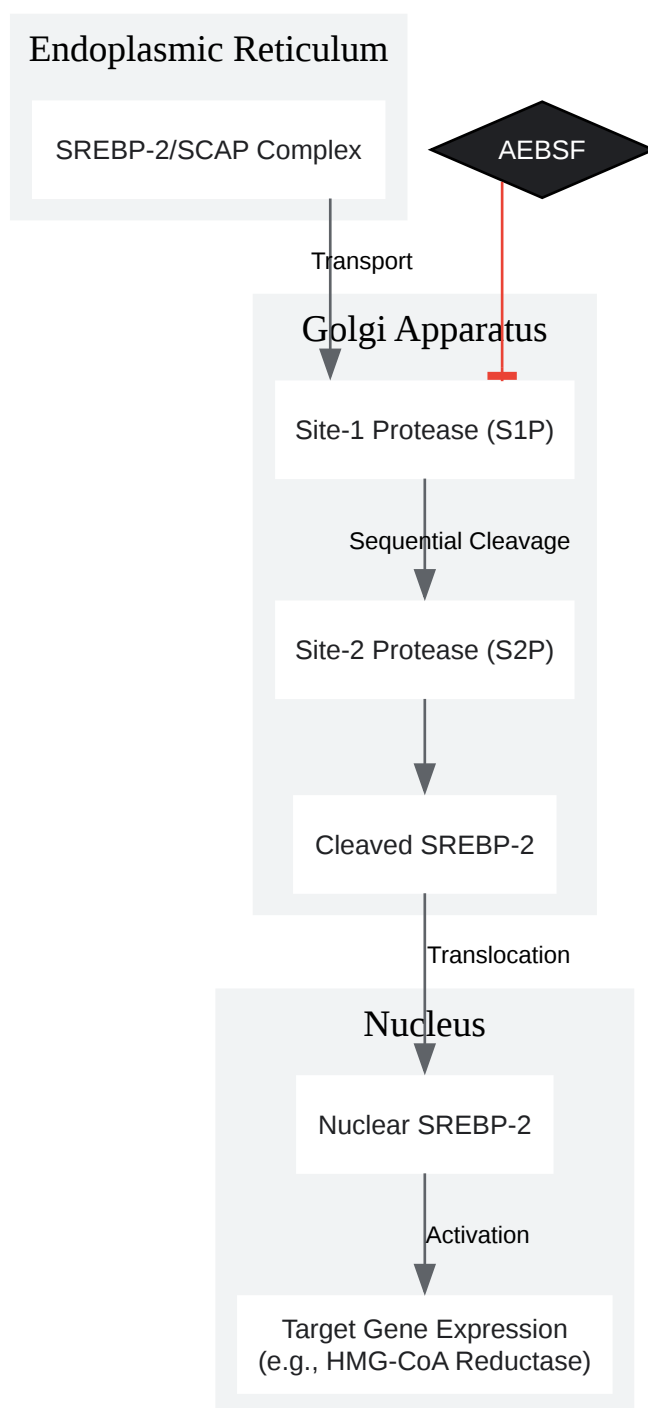 Endoplasmic Reticulum
SREBP-2/SCAP Complex
AEBSF
Transport
Golgi Apparatus
Site-1 Protease (S1P)
Sequential Cleavage
Site-2 Protease (S2P)
Cleaved SREBP-2
Translocation
Nucleus
Nuclear SREBP-2
Activation
Target Gene Expression
(e.g., HMG-CoA Reductase)